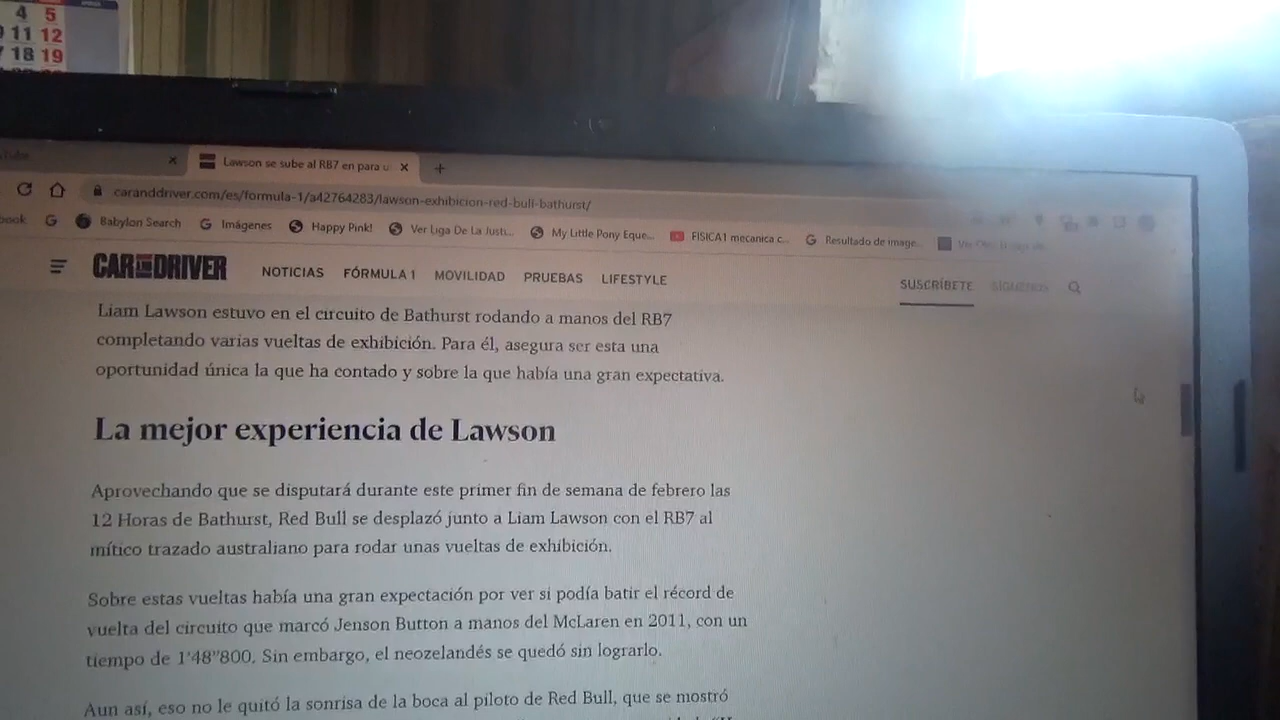 4 5
11 12
18 19
Lawson se sube al RB7 en para u
caranddriver.com/es/formula-1/a42764283/lawson-exhibicion-red-bull-bathurst/
book Babylon Search Imágenes Happy Pink! Ver Liga De La Justi... My Little Pony Eque... FISICA1 mecanica c... Resultado de image...
CAR AND DRIVER NOTICIAS FÓRMULA 1 MOVILIDAD PRUEBAS LIFESTYLE SUSCRÍBETE SÍGUENOS
Liam Lawson estuvo en el circuito de Bathurst rodando a manos del RB7
completando varias vueltas de exhibición. Para él, asegura ser esta una
oportunidad única la que ha contado y sobre la que había una gran expectativa.
La mejor experiencia de Lawson
Aprovechando que se disputará durante este primer fin de semana de febrero las
12 Horas de Bathurst, Red Bull se desplazó junto a Liam Lawson con el RB7 al
mítico trazado australiano para rodar unas vueltas de exhibición.
Sobre estas vueltas había una gran expectación por ver si podía batir el récord de
vuelta del circuito que marcó Jenson Button a manos del McLaren en 2011, con un
tiempo de 1'48"800. Sin embargo, el neozelandés se quedó sin lograrlo.
Aun así, eso no le quitó la sonrisa de la boca al piloto de Red Bull, que se mostró